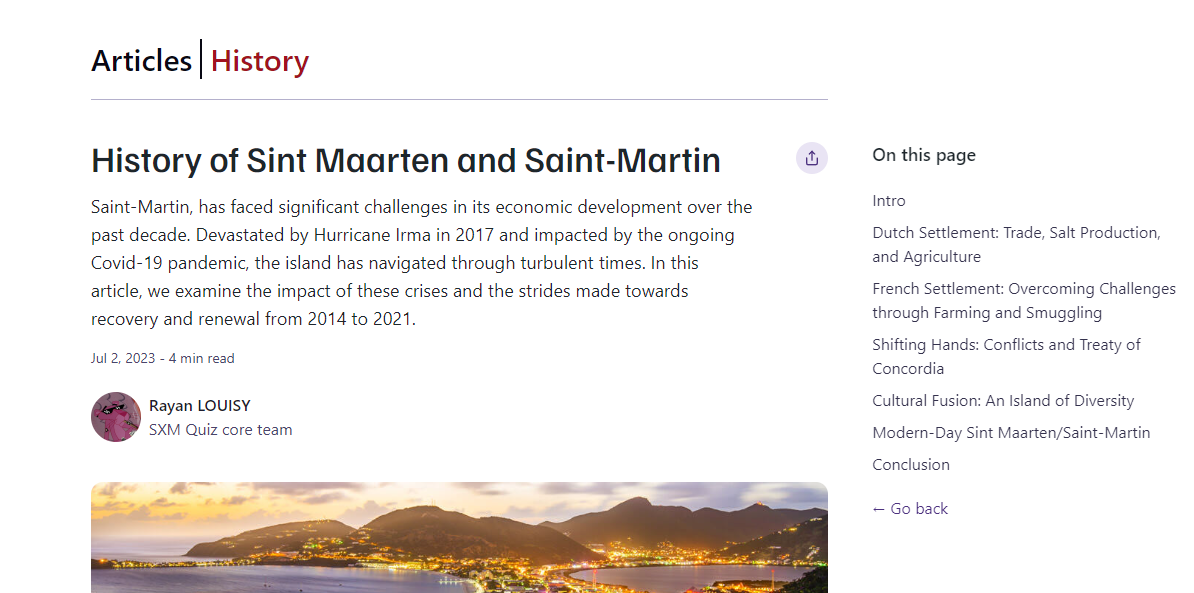 Articles | History
History of Sint Maarten and Saint-Martin
Saint-Martin, has faced significant challenges in its economic development over the
past decade. Devastated by Hurricane Irma in 2017 and impacted by the ongoing
Covid-19 pandemic, the island has navigated through turbulent times. In this
article, we examine the impact of these crises and the strides made towards
recovery and renewal from 2014 to 2021.
Jul 2, 2023 - 4 min read
Rayan LOUISY
SXM Quiz core team
On this page
Intro
Dutch Settlement: Trade, Salt Production,
and Agriculture
French Settlement: Overcoming Challenges
through Farming and Smuggling
Shifting Hands: Conflicts and Treaty of
Concordia
Cultural Fusion: An Island of Diversity
Modern-Day Sint Maarten/Saint-Martin
Conclusion
← Go back